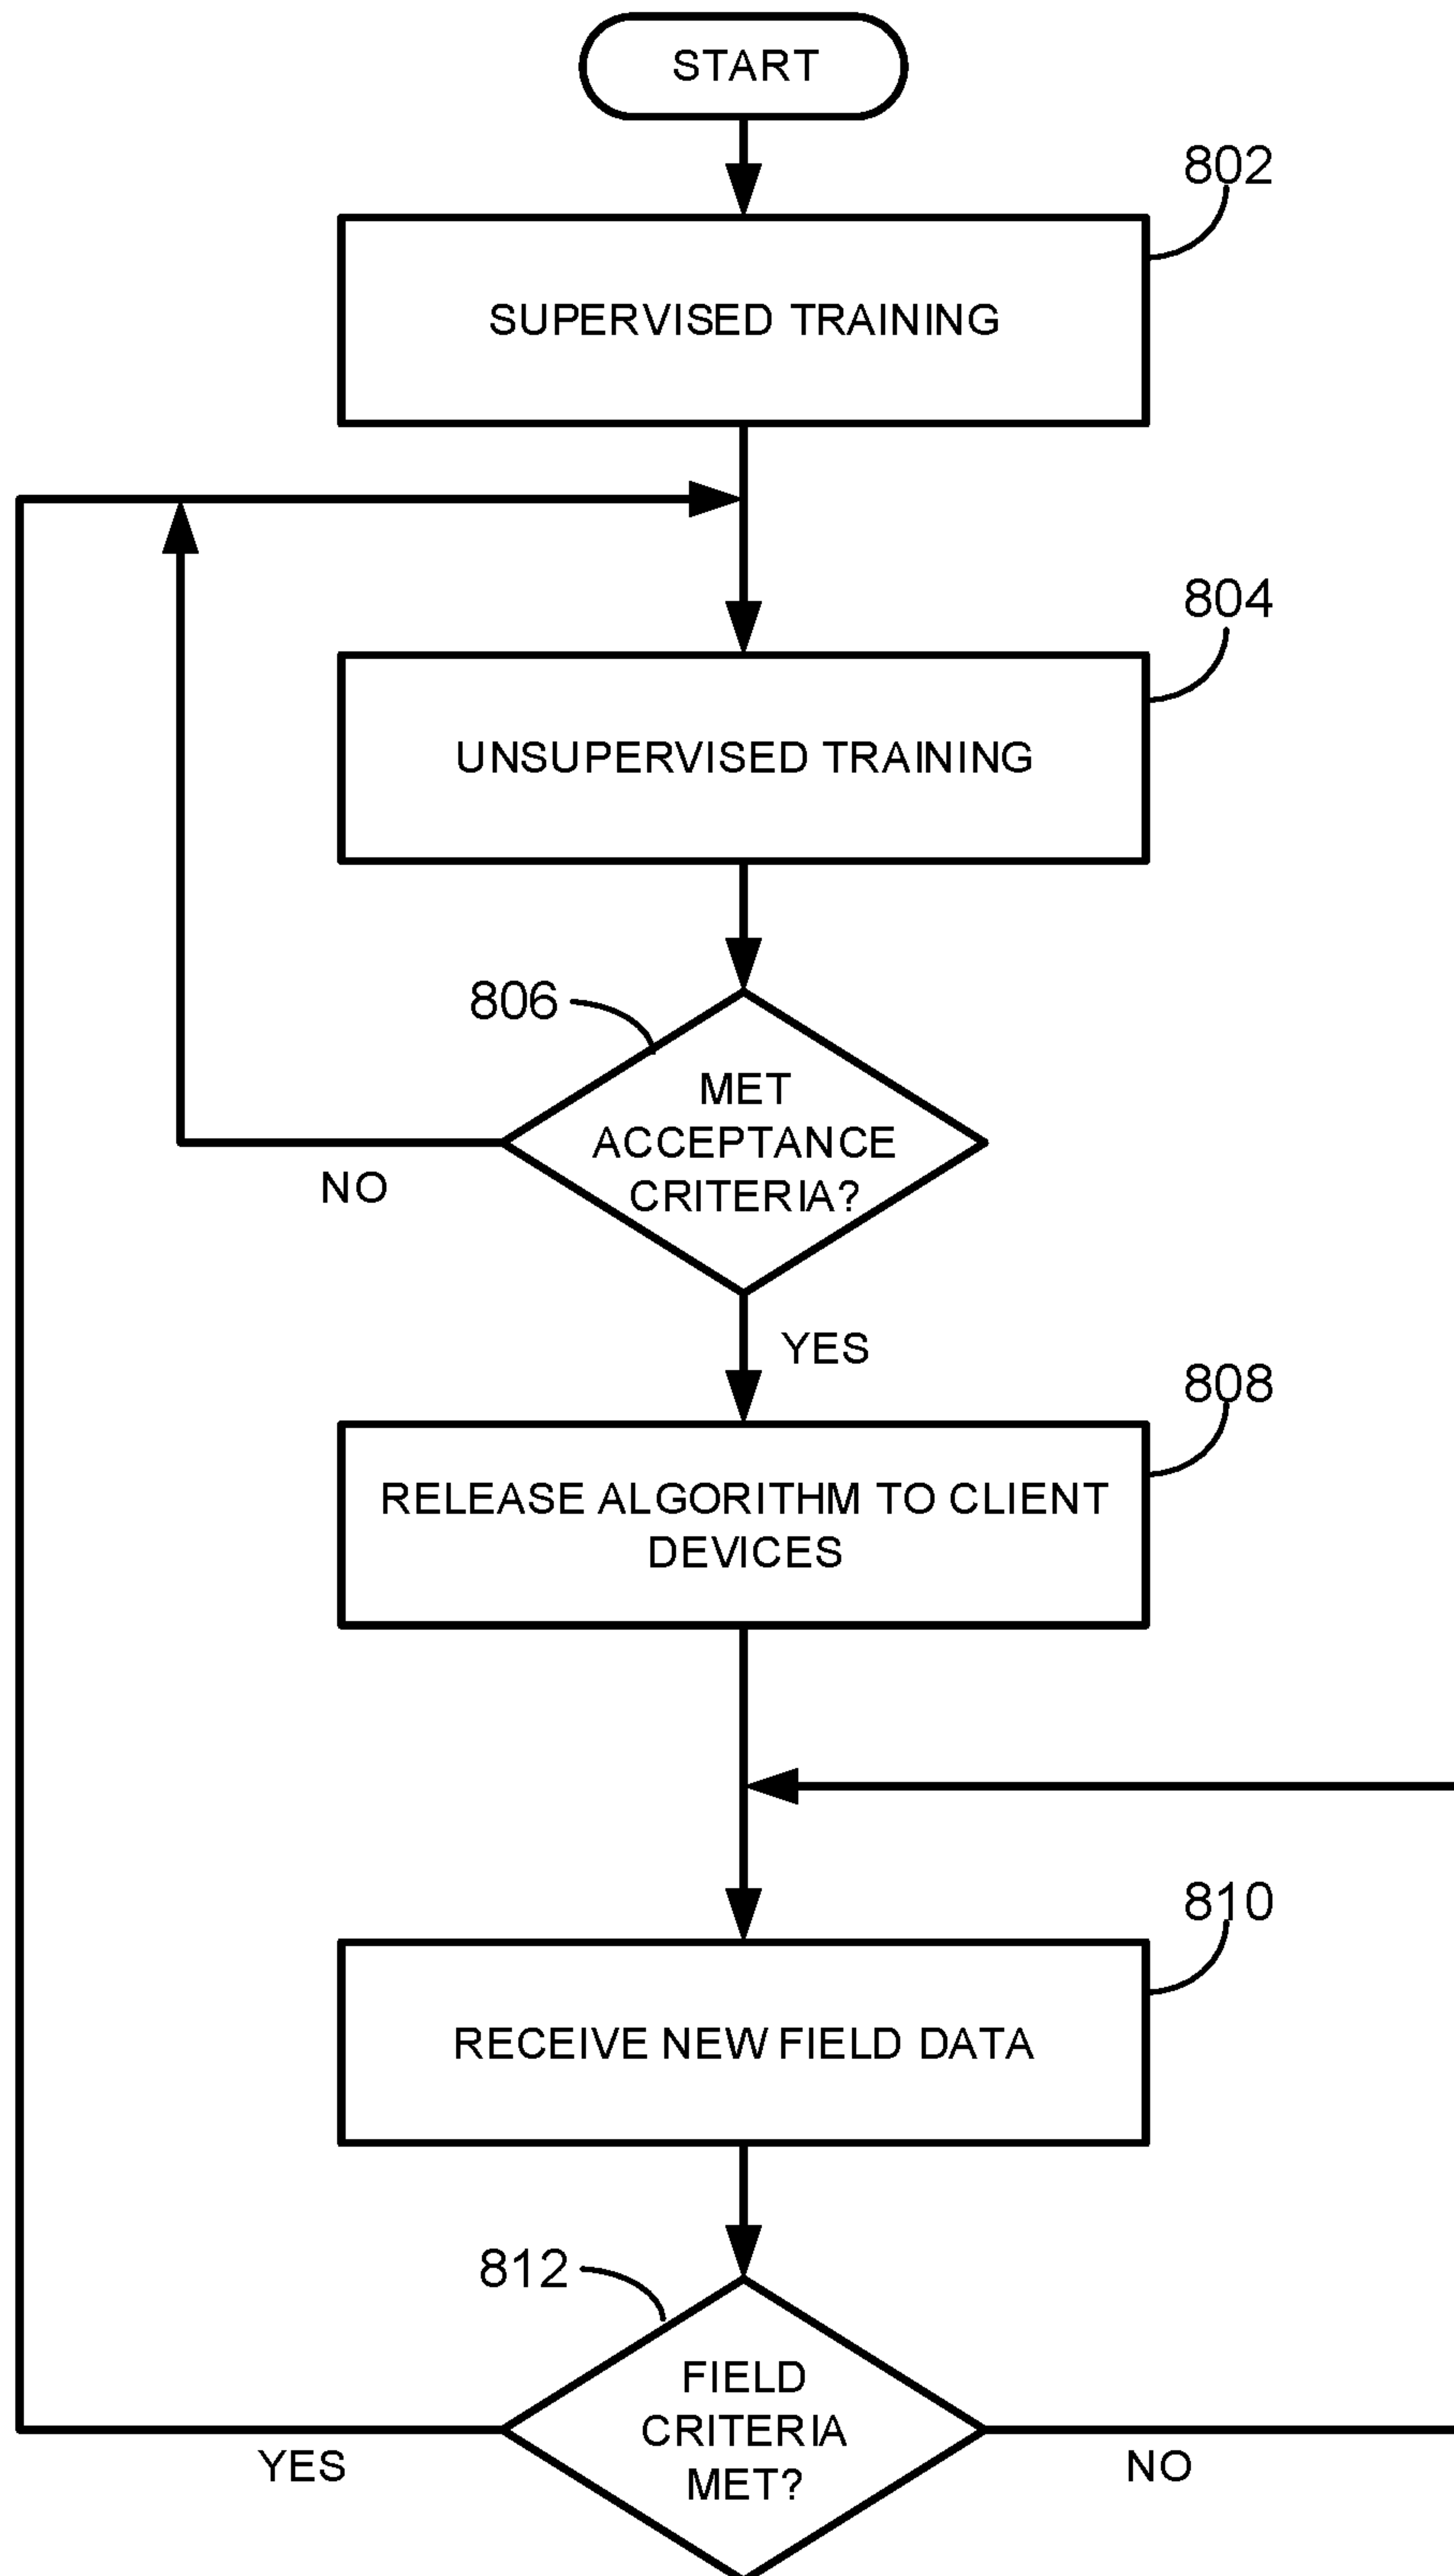 START
802
SUPERVISED TRAINING
804
UNSUPERVISED TRAINING
806
MET
ACCEPTANCE
CRITERIA?
NO
YES
808
RELEASE ALGORITHM TO CLIENT
DEVICES
810
RECEIVE NEW FIELD DATA
812
FIELD
CRITERIA
MET?
YES
NO